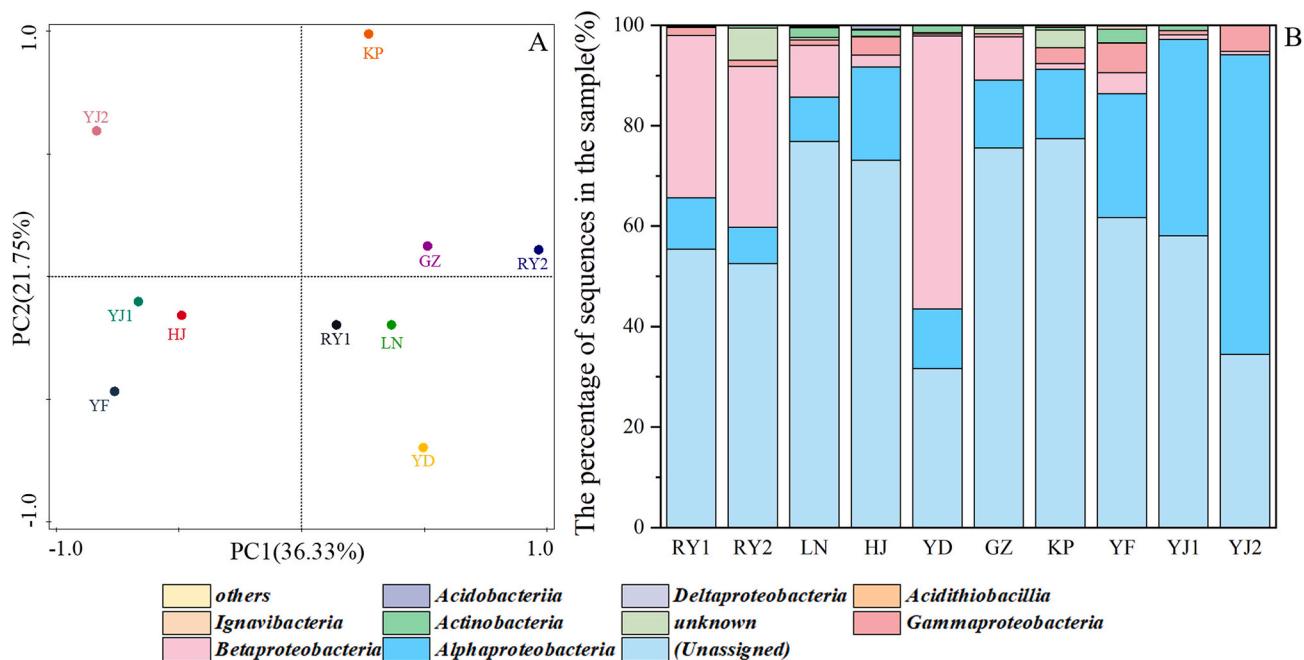 A
1.0
KP
YJ2
GZ
RY2
YJ1
HJ
RY1
LN
YF
YD
-1.0
PC2(21.75%)
-1.0
PC1(36.33%)
1.0
B
The percentage of sequences in the sample(%)
100
80
60
40
20
0
RY1 RY2 LN HJ YD GZ KP YF YJ1 YJ2
others Acidobacteriia Deltaproteobacteria Acidithiobacillia
Ignavibacteria Actinobacteria unknown Gammaproteobacteria
Betaproteobacteria Alphaproteobacteria (Unassigned)